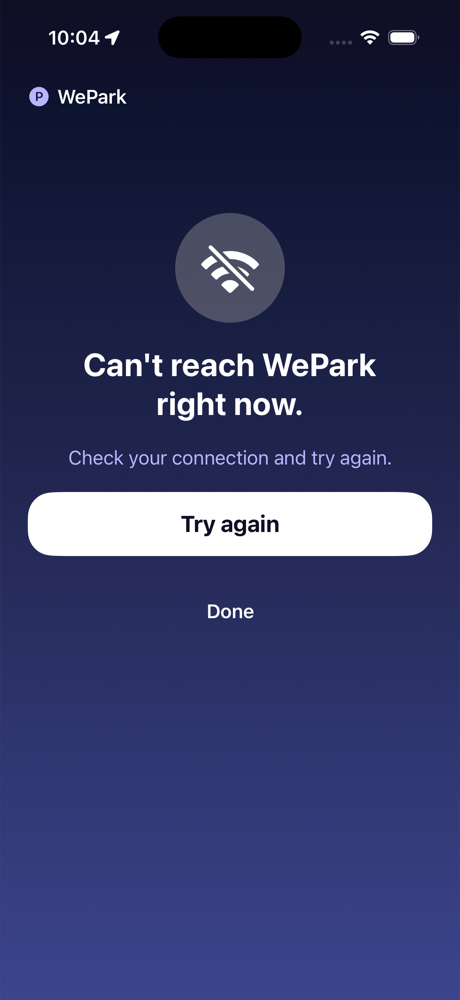 10:04
P WePark
Can't reach WePark
right now.
Check your connection and try again.
Try again
Done